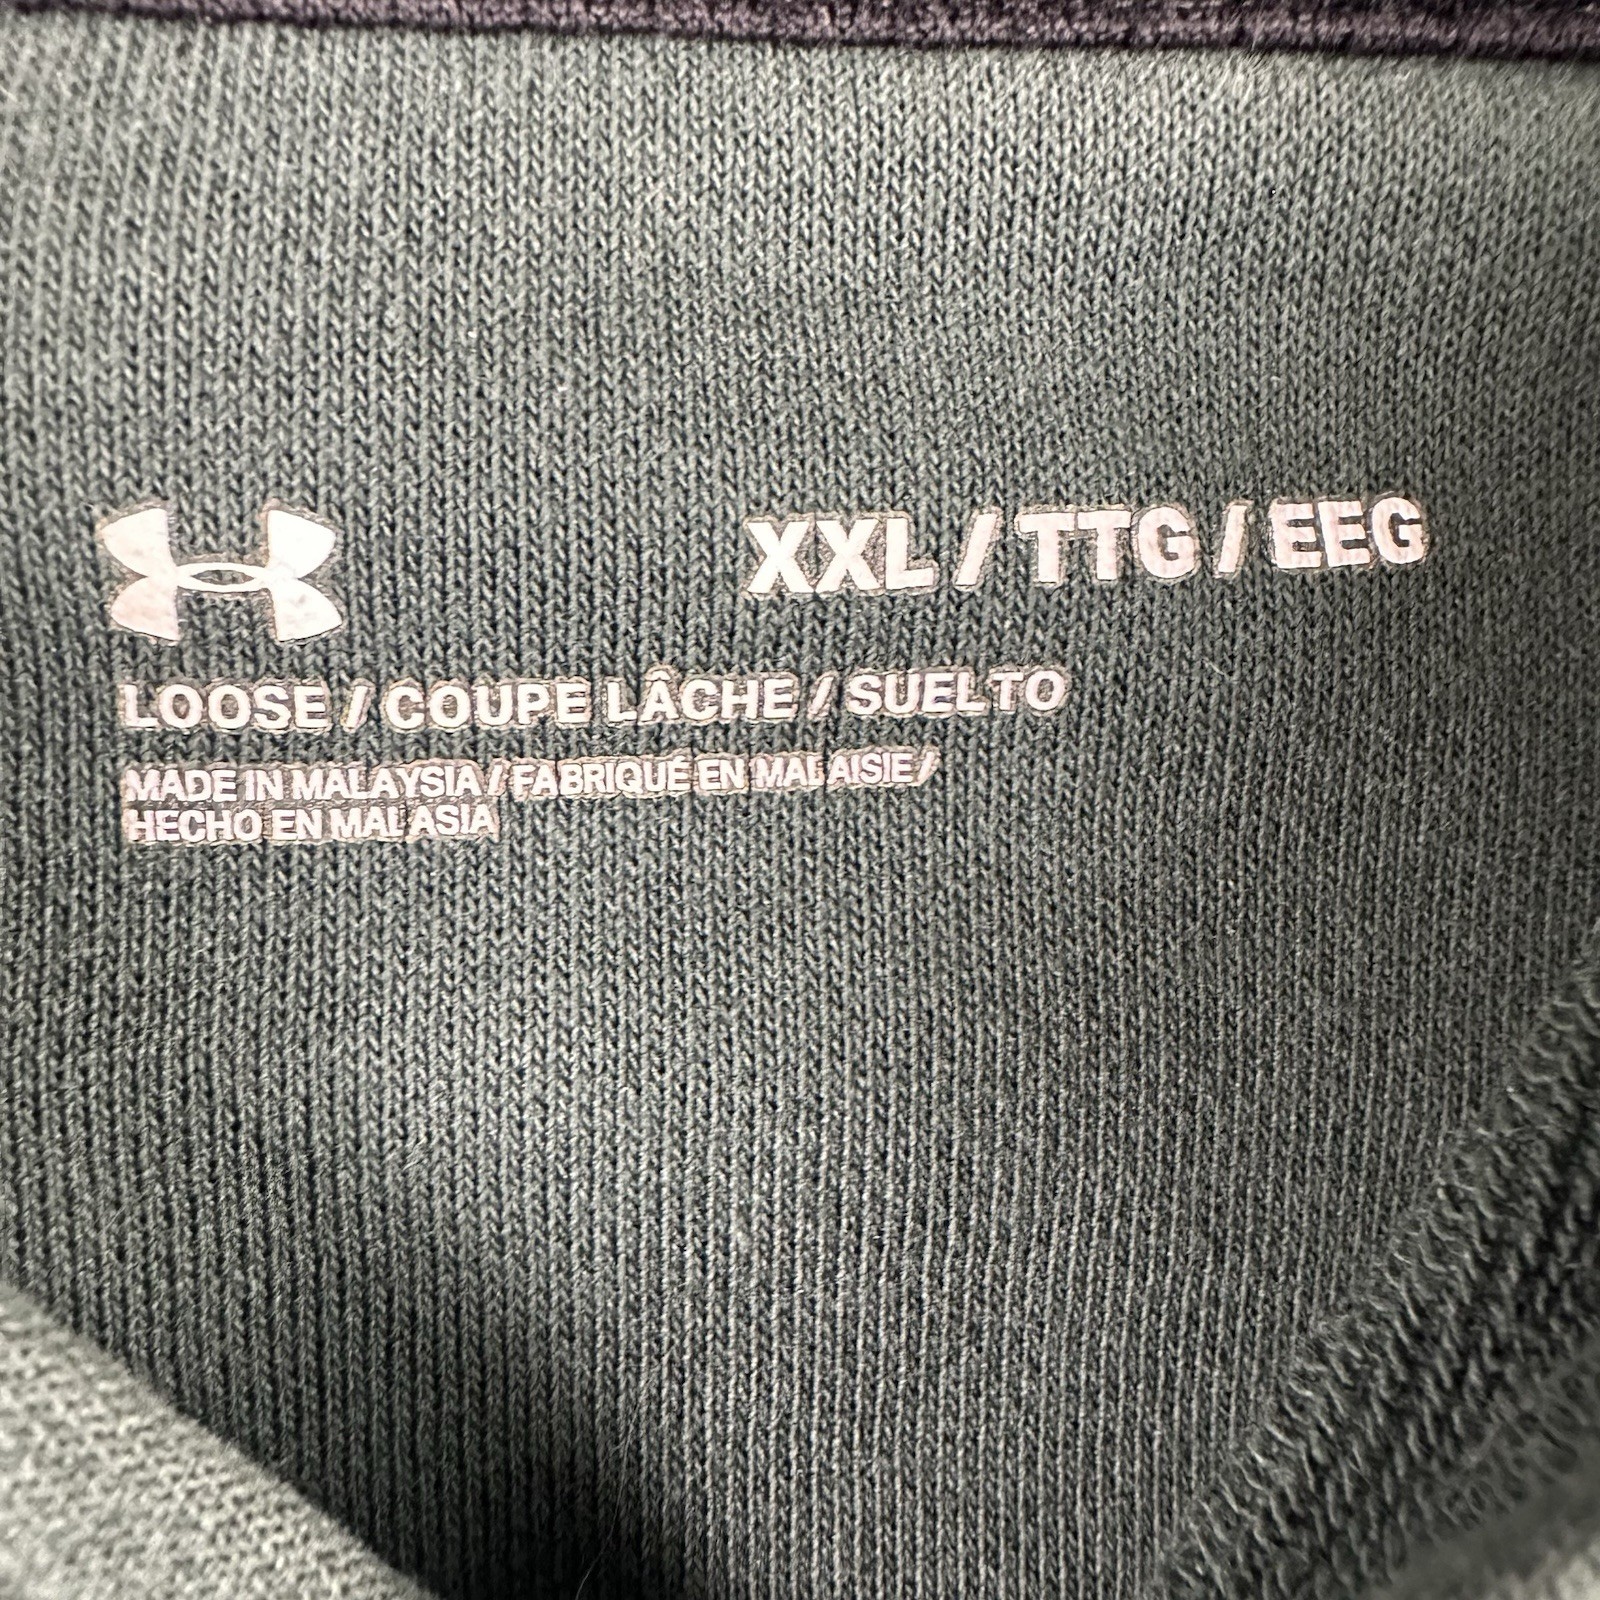 XXL / TTG / EEG
LOOSE / COUPE LÂCHE / SUELTO
MADE IN MALAYSIA / FABRIQUÉ EN MALAISIE /
HECHO EN MALASIA